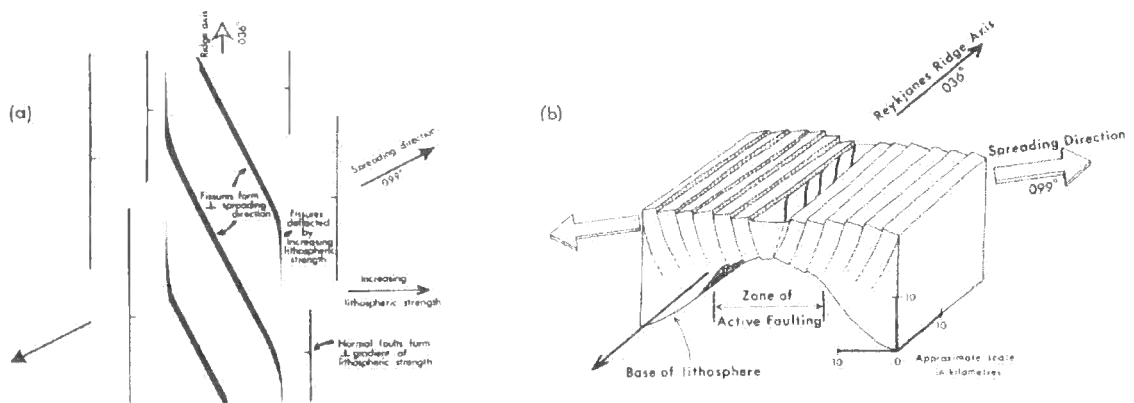 (a)
Ridge axis
036°
Spreading direction
099°
Fissures form
⊥ spreading
direction
Fissures
deflected
by
increasing
lithospheric
strength
Increasing
lithospheric strength
Normal faults form
⊥ gradient of
lithospheric strength
(b)
Reykjanes Ridge Axis
036°
Spreading Direction
099°
Zone of
Active Faulting
Base of lithosphere
10
10
10
0
Approximate scale
in kilometres